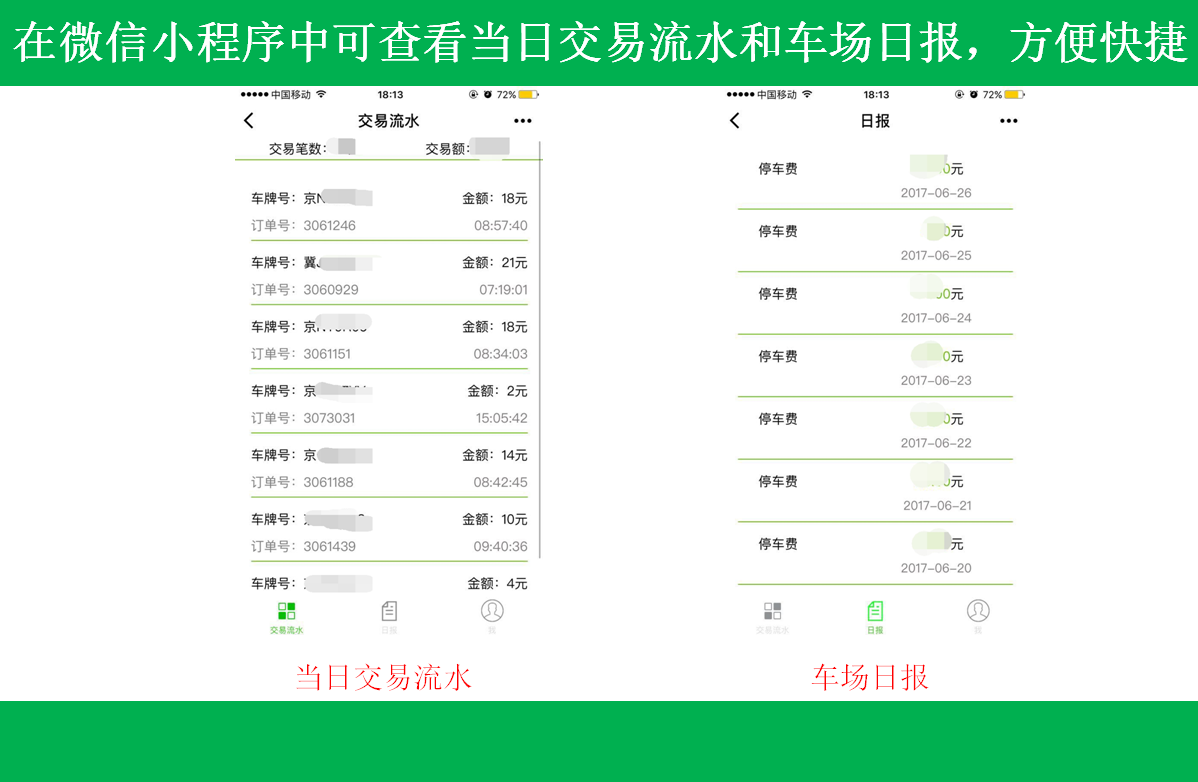 在微信小程序中可查看当日交易流水和车场日报，方便快捷
中国移动 18:13 72%
交易流水
交易笔数: 交易额:
车牌号：京N 金额：18元
订单号：3061246 08:57:40
车牌号：冀J 金额：21元
订单号：3060929 07:19:01
车牌号：京 金额：18元
订单号：3061151 08:34:03
车牌号：京 金额：2元
订单号：3073031 15:05:42
车牌号：京 金额：14元
订单号：3061188 08:42:45
车牌号： 金额：10元
订单号：3061439 09:40:36
车牌号： 金额：4元
交易流水 日报 我
当日交易流水
中国移动 18:13 72%
日报
停车费 0元
2017-06-26
停车费 0元
2017-06-25
停车费 0元
2017-06-24
停车费 0元
2017-06-23
停车费 0元
2017-06-22
停车费 0元
2017-06-21
停车费 元
2017-06-20
交易流水 日报 我
车场日报